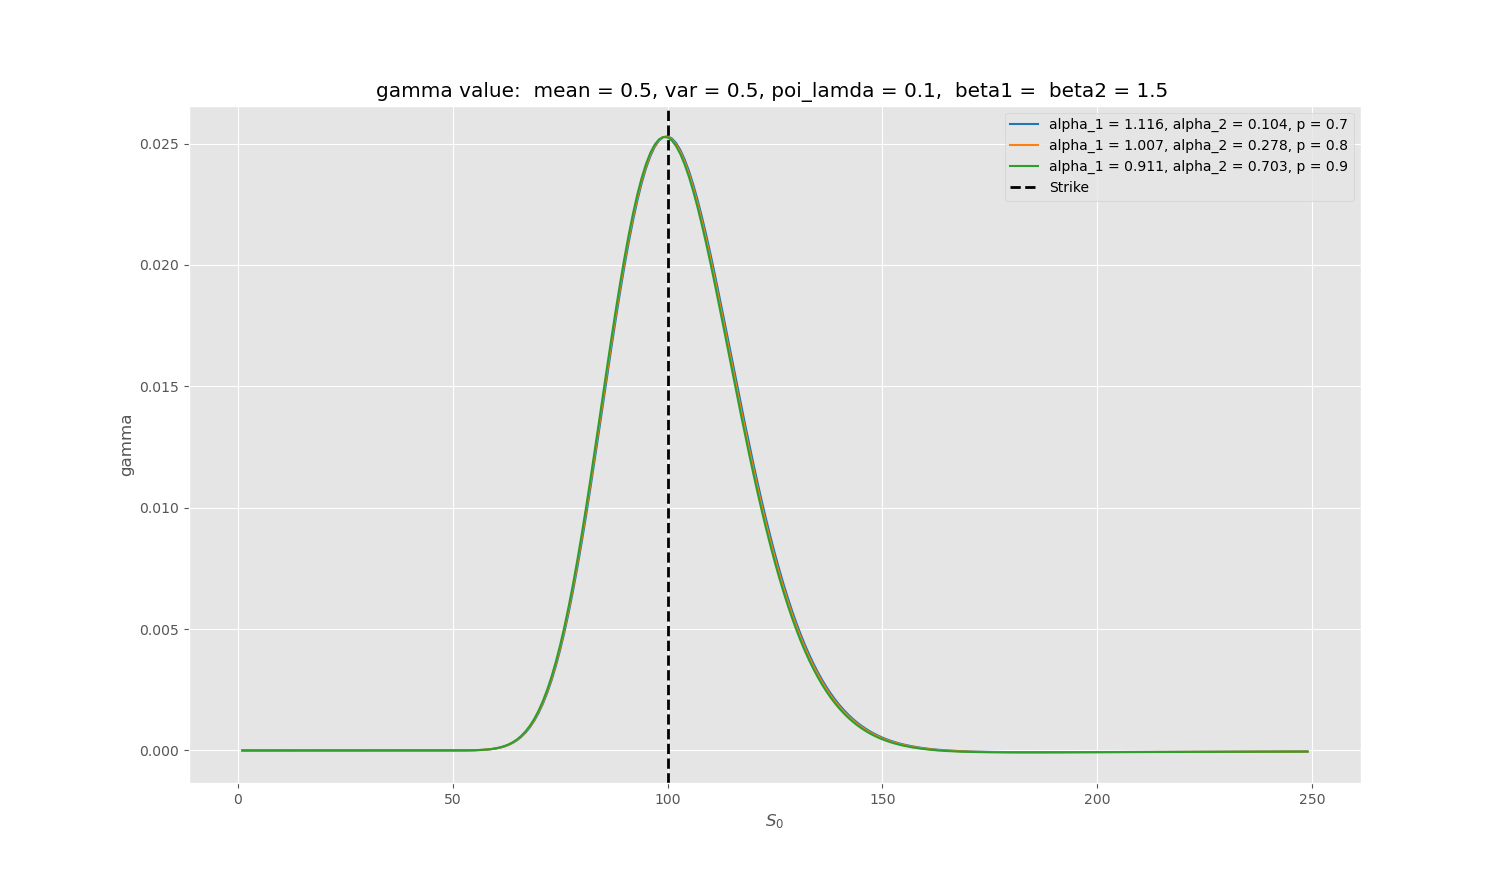 gamma value:  mean = 0.5, var = 0.5, poi_lamda = 0.1,  beta1 =  beta2 = 1.5
alpha_1 = 1.116, alpha_2 = 0.104, p = 0.7
alpha_1 = 1.007, alpha_2 = 0.278, p = 0.8
alpha_1 = 0.911, alpha_2 = 0.703, p = 0.9
Strike
0.025
0.020
0.015
0.010
0.005
0.000
gamma
0 50 100 150 200 250
S_0